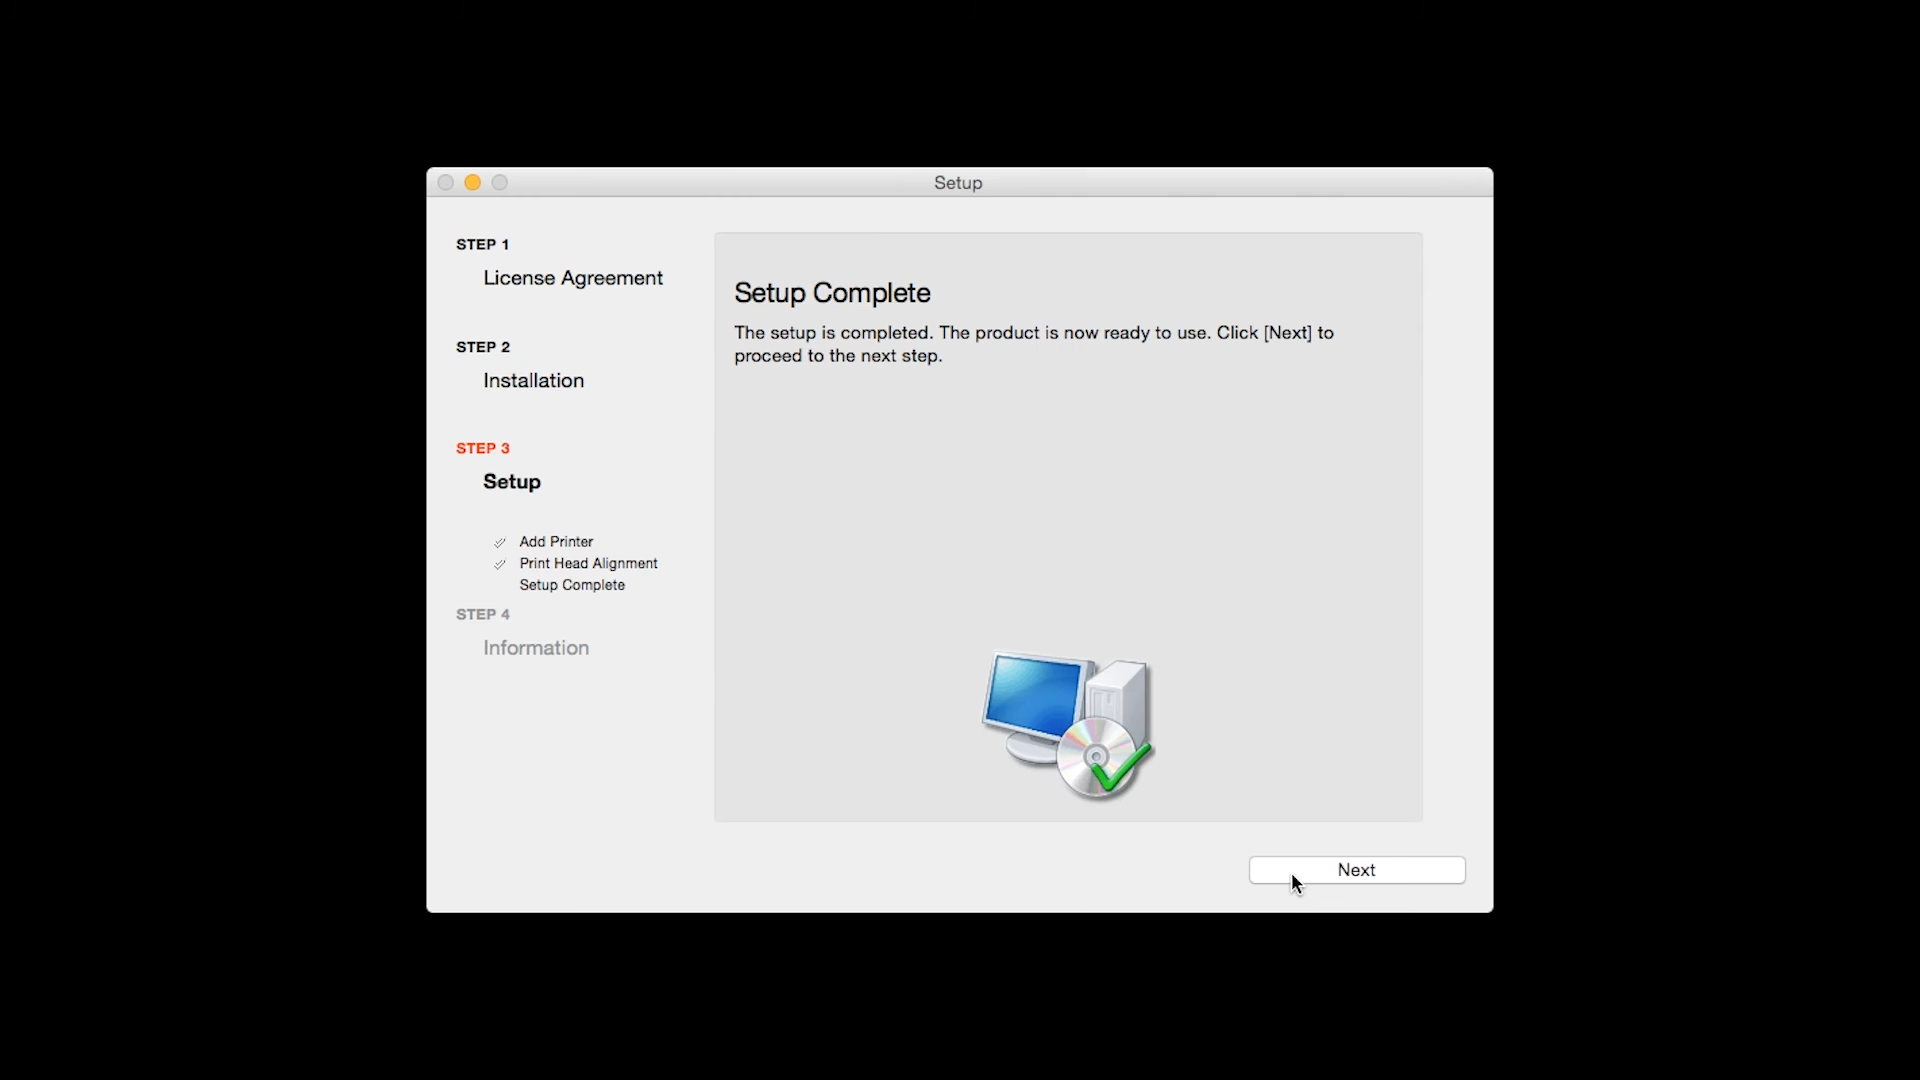 Setup
STEP 1
License Agreement
STEP 2
Installation
STEP 3
Setup
Add Printer
Print Head Alignment
Setup Complete
STEP 4
Information
Setup Complete
The setup is completed. The product is now ready to use. Click [Next] to
proceed to the next step.
Next